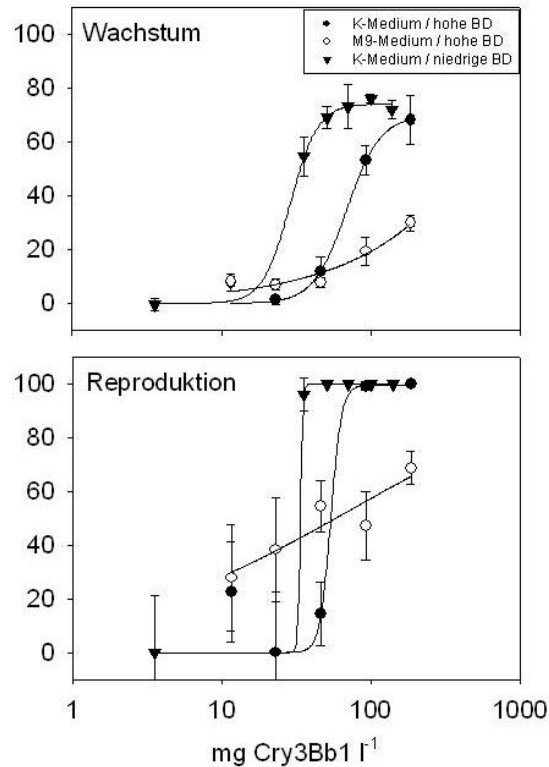 Wachstum
K-Medium / hohe BD
M9-Medium / hohe BD
K-Medium / niedrige BD
100
80
60
40
20
0
Reproduktion
100
80
60
40
20
0
1
10
100
1000
mg Cry3Bb1 l⁻¹